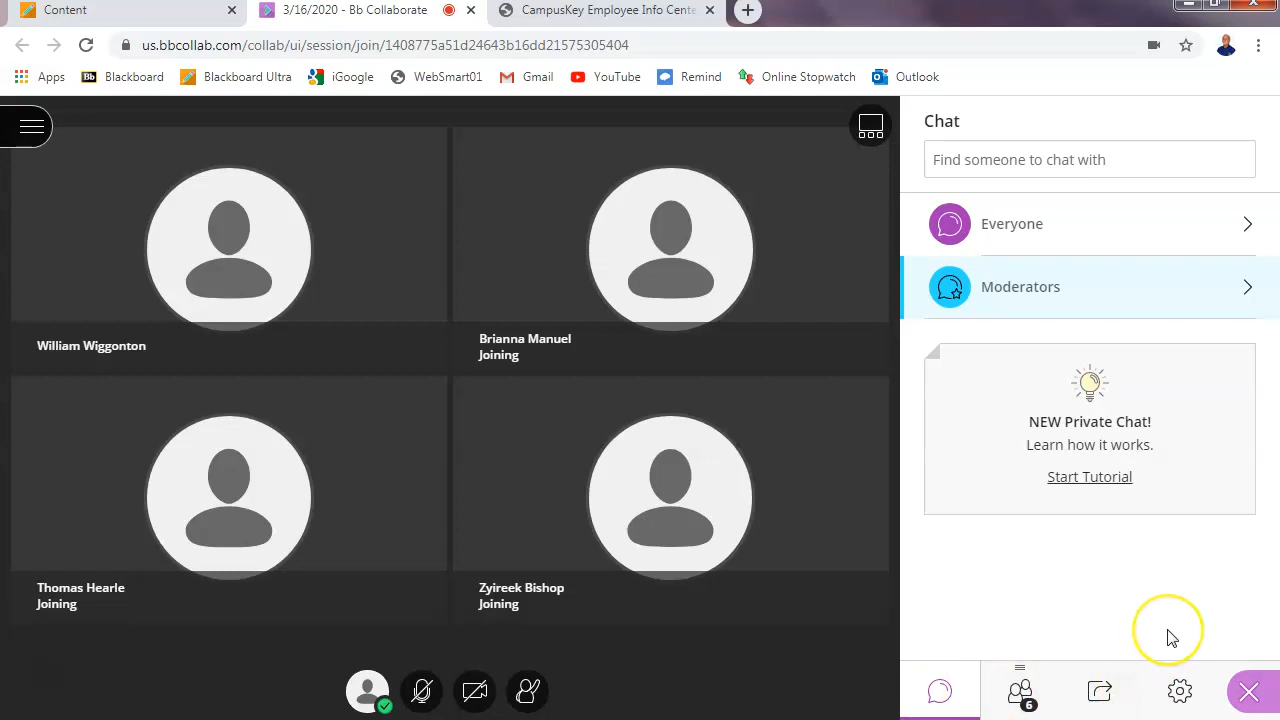 Content
3/16/2020 - Bb Collaborate
CampusKey Employee Info Cente
us.bbcollab.com/collab/ui/session/join/1408775a51d24643b16dd21575305404
Apps
Bb Blackboard
Blackboard Ultra
iGoogle
WebSmart01
Gmail
YouTube
Remind
Online Stopwatch
Outlook
William Wiggonton
Brianna Manuel
Joining
Thomas Hearle
Joining
Zyireek Bishop
Joining
Chat
Find someone to chat with
Everyone
Moderators
NEW Private Chat!
Learn how it works.
Start Tutorial
6